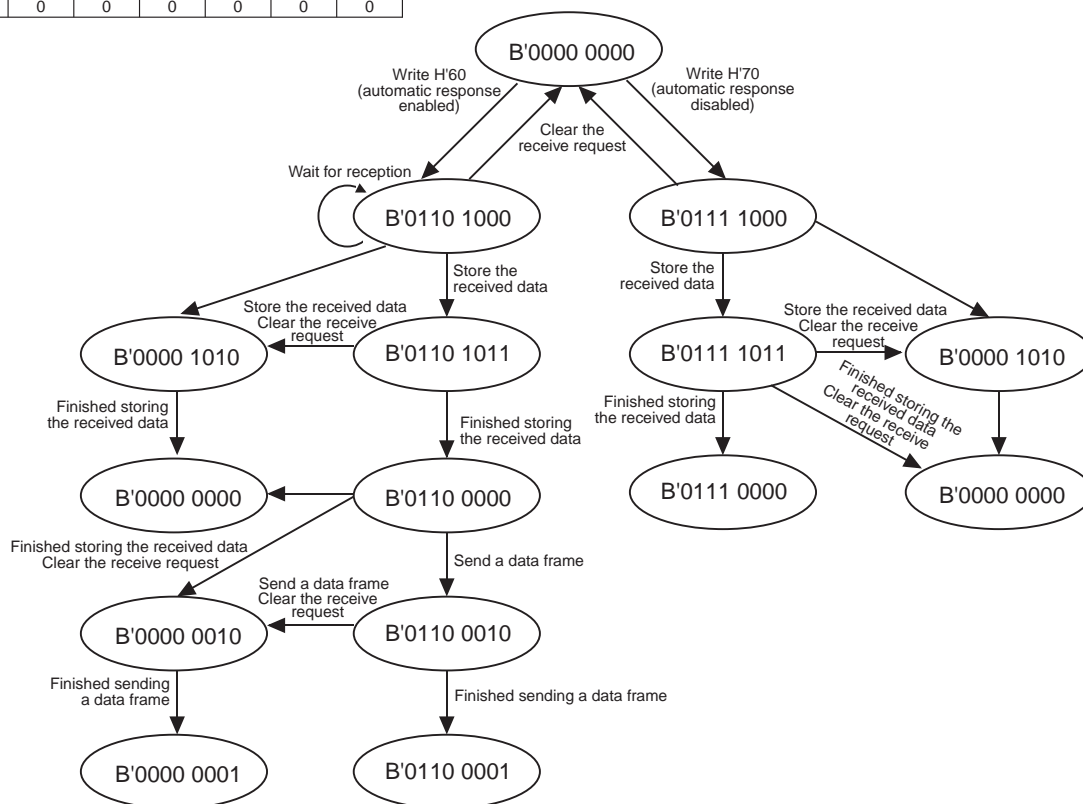 0 0 0 0 0 0
B'0000 0000
Write H'60
(automatic response
enabled)
Write H'70
(automatic response
disabled)
Clear the
receive request
Wait for reception
B'0110 1000
B'0111 1000
Store the
received data
Store the
received data
Store the received data
Clear the receive
request
Store the received data
Clear the receive
request
B'0000 1010
B'0110 1011
B'0111 1011
B'0000 1010
Finished storing
the received data
Finished storing
the received data
Finished storing
the received data
Finished storing the
received data
Clear the receive
request
B'0000 0000
B'0110 0000
B'0111 0000
B'0000 0000
Finished storing the received data
Clear the receive request
Send a data frame
Send a data frame
Clear the receive
request
B'0000 0010
B'0110 0010
Finished sending
a data frame
Finished sending a data frame
B'0000 0001
B'0110 0001